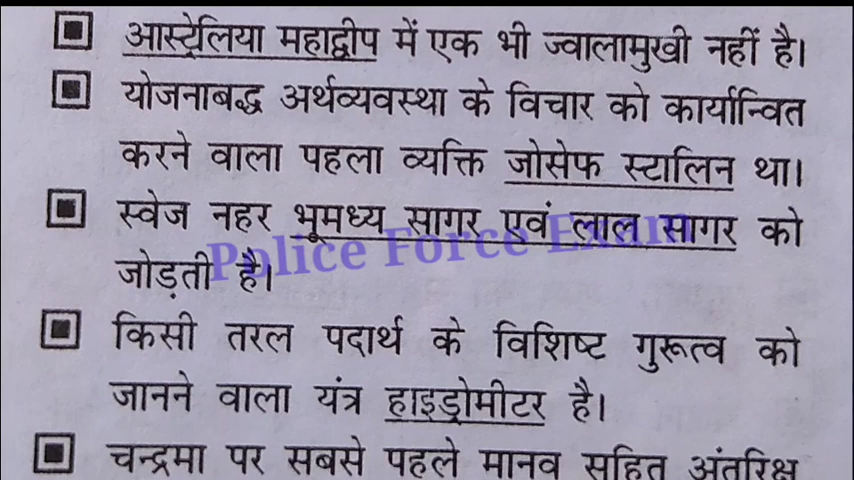 आस्ट्रेलिया महाद्वीप में एक भी ज्वालामुखी नहीं है।
योजनाबद्ध अर्थव्यवस्था के विचार को कार्यान्वित
करने वाला पहला व्यक्ति जोसेफ स्टालिन था।
स्वेज नहर भूमध्य सागर एवं लाल सागर को
Police Force Exam
जोड़ती है।
किसी तरल पदार्थ के विशिष्ट गुरूत्व को
जानने वाला यंत्र हाइड्रोमीटर है।
चन्द्रमा पर सबसे पहले मानव सहित अंतरिक्ष